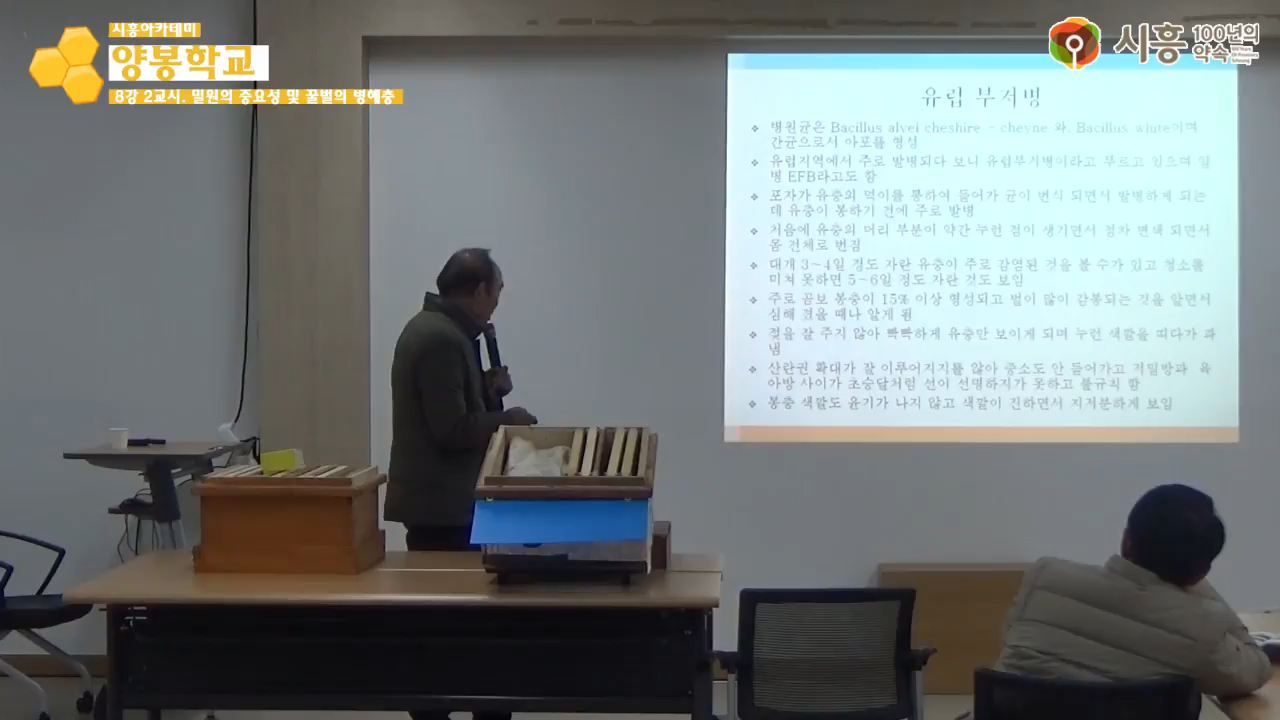 시흥아카데미
양봉학교
8강 2교시. 밀원의 중요성 및 꿀벌의 병해충
시흥 100년의 약속
유럽 부저병
❖ 병원균은 Bacillus alvei cheshire - cheyne 와, Bacillus white이며
간균으로서 아포를 형성
❖ 유럽지역에서 주로 발병되다 보니 유럽부저병이라고 부르고 있으며 일
명 EFB라고도 함
❖ 포자가 유충의 먹이를 통하여 들어가 균이 번식 되면서 발병하게 되는
데 유충이 봉하기 전에 주로 발병
❖ 처음에 유충의 머리 부분이 약간 누런 점이 생기면서 점차 변색 되면서
몸 전체로 번짐
❖ 대개 3~4일 정도 자란 유충이 주로 감염된 것을 볼 수가 있고 청소를
미쳐 못하면 5~6일 정도 자란 것도 보임
❖ 주로 곰보 봉충이 15% 이상 형성되고 벌이 많이 감봉되는 것을 알면서
심해 졌을 때나 알게 됨
❖ 젖을 잘 주지 않아 빡빡하게 유충만 보이게 되며 누런 색깔을 띠다가 파
냄
❖ 산란권 확대가 잘 이루어지지를 않아 중소도 안 들어가고 저밀방과 육
아방 사이가 초승달처럼 선이 선명하지가 못하고 불규칙 함
❖ 봉충 색깔도 윤기가 나지 않고 색깔이 진하면서 지저분하게 보임